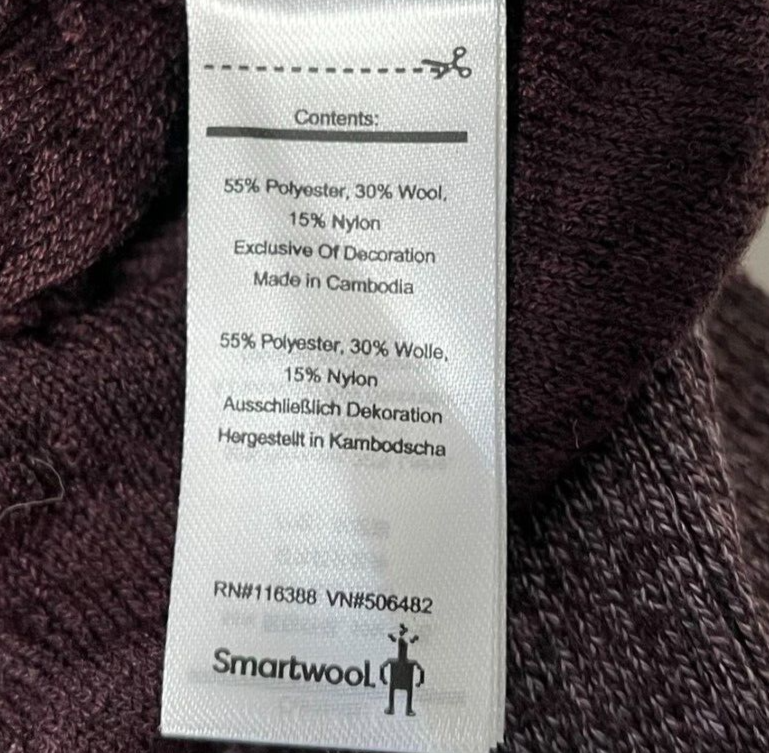 Contents:
55% Polyester, 30% Wool,
15% Nylon
Exclusive Of Decoration
Made in Cambodia
55% Polyester, 30% Wolle,
15% Nylon
Ausschließlich Dekoration
Hergestellt in Kambodscha
RN#116388 VN#506482
Smartwool